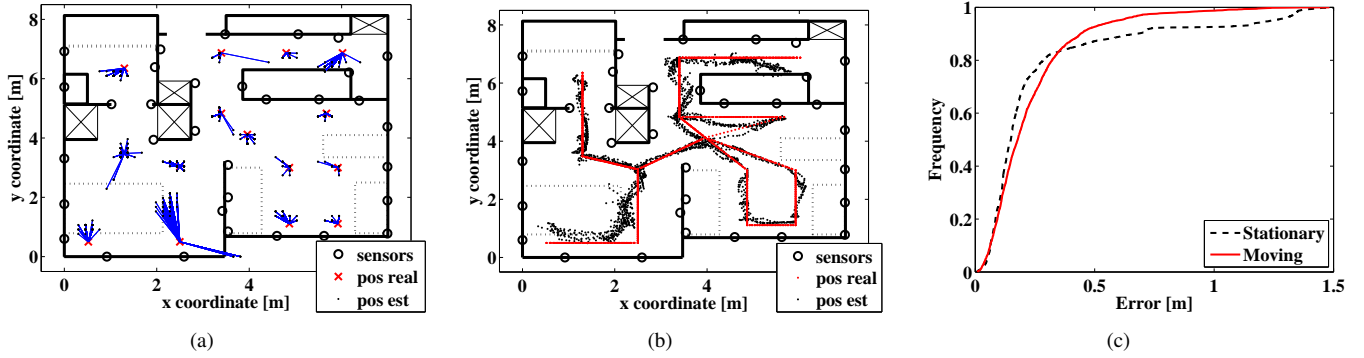 8
6
4
2
0
y coordinate [m]
0
2
4
6
x coordinate [m]
sensors
pos real
pos est
(a)
8
6
4
2
0
y coordinate [m]
0
2
4
x coordinate [m]
sensors
pos real
pos est
(b)
1
0.8
0.6
0.4
0.2
0
Frequency
0.5
1
1.5
Error [m]
Stationary
Moving
(c)